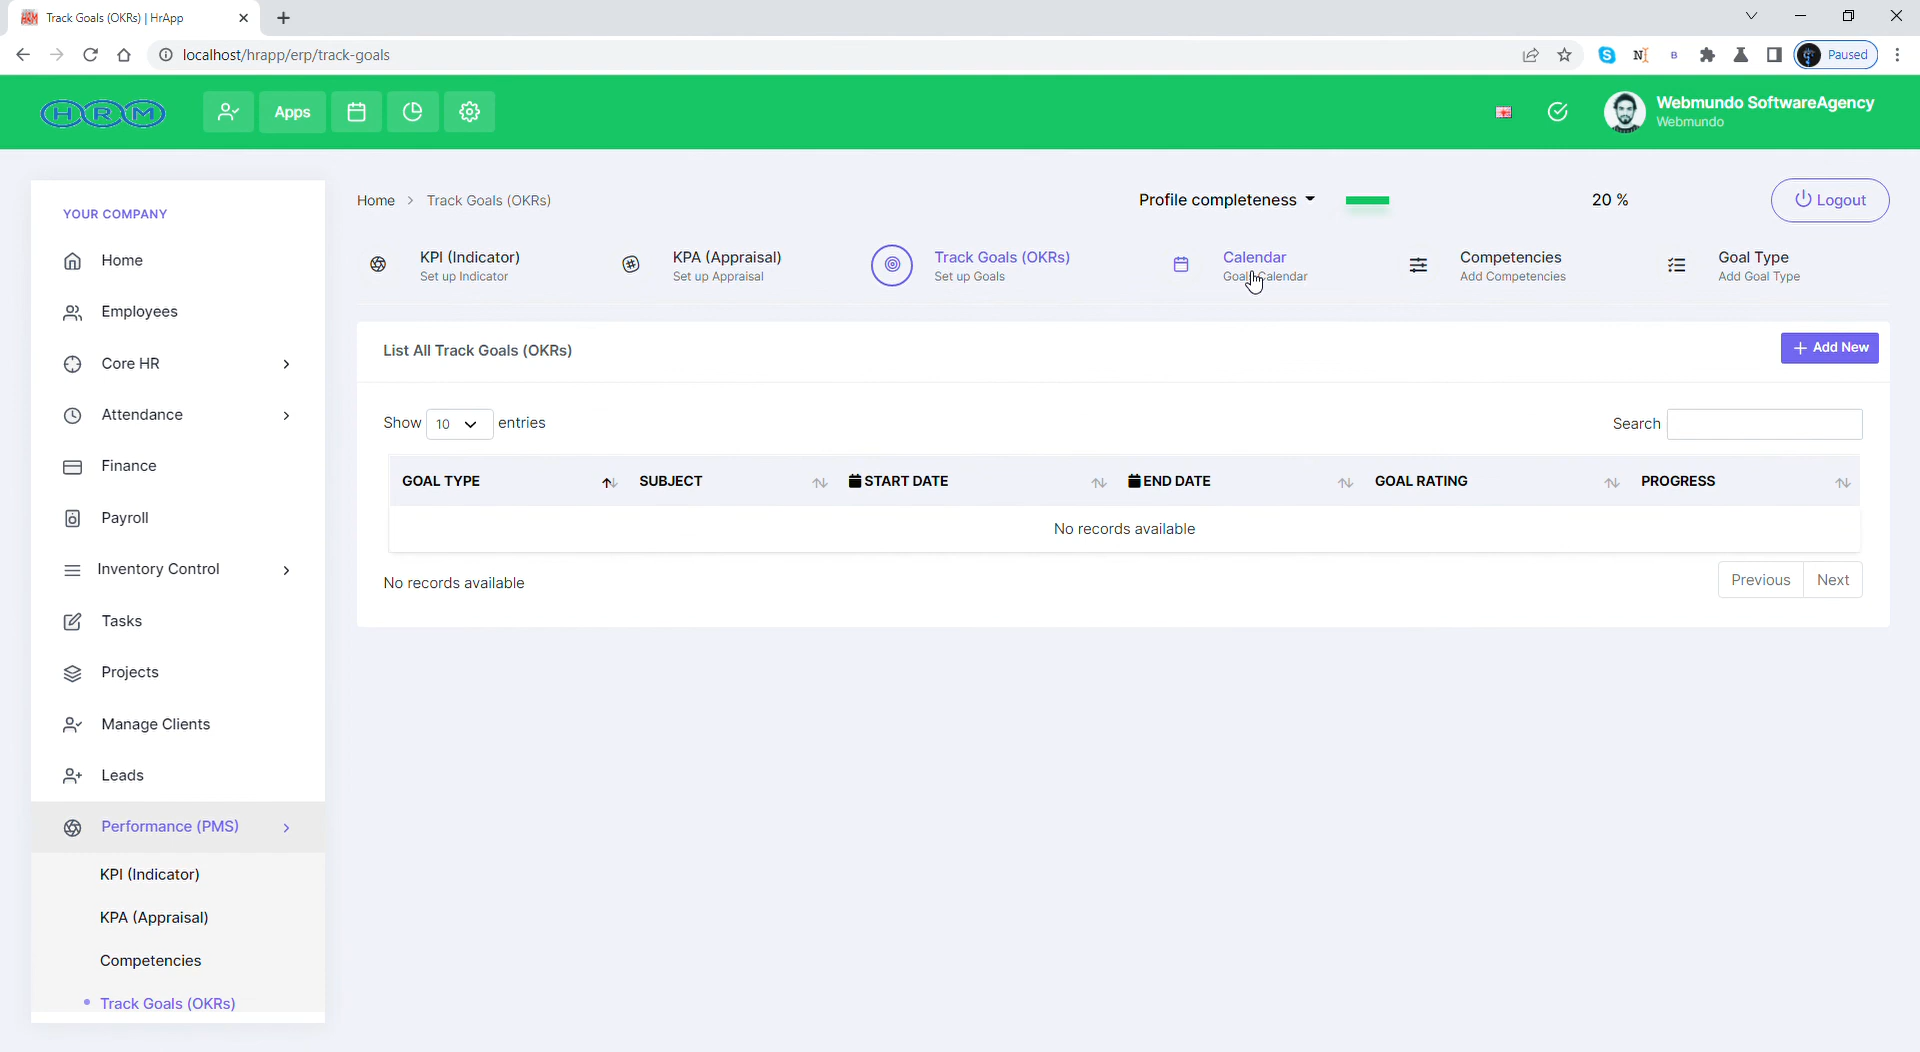 Track Goals (OKRs) | HrApp
localhost/hrapp/erp/track-goals
Paused
HRM
Apps
Webmundo SoftwareAgency
Webmundo
YOUR COMPANY
Home
Employees
Core HR
Attendance
Finance
Payroll
Inventory Control
Tasks
Projects
Manage Clients
Leads
Performance (PMS)
KPI (Indicator)
KPA (Appraisal)
Competencies
Track Goals (OKRs)
Home > Track Goals (OKRs)
Profile completeness
20 %
Logout
KPI (Indicator)
Set up Indicator
KPA (Appraisal)
Set up Appraisal
Track Goals (OKRs)
Set up Goals
Calendar
Goals Calendar
Competencies
Add Competencies
Goal Type
Add Goal Type
List All Track Goals (OKRs)
+ Add New
Show 10 entries
Search
GOAL TYPE SUBJECT START DATE END DATE GOAL RATING PROGRESS
No records available
No records available
Previous Next